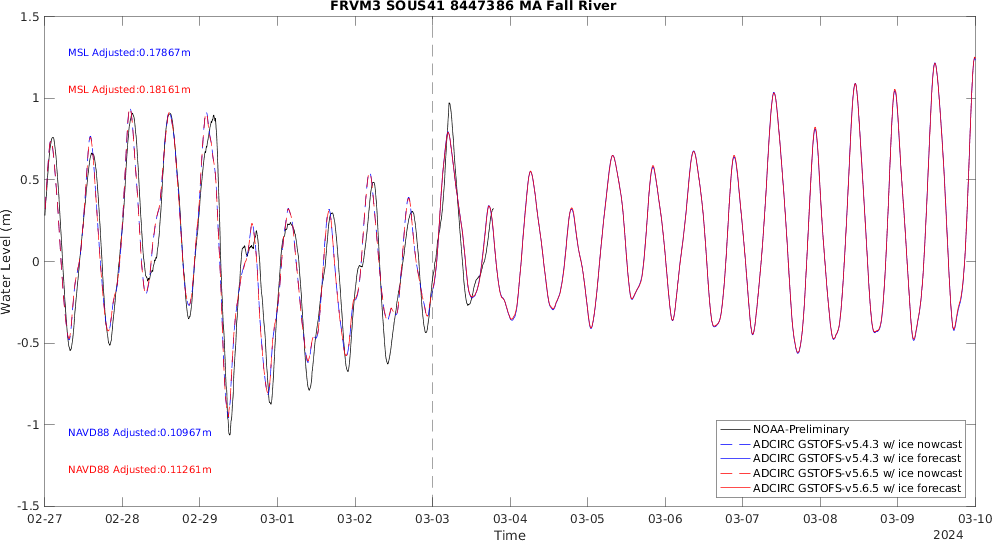 FRVM3 SOUS41 8447386 MA Fall River
1.5
1
0.5
0
-0.5
-1
-1.5
Water Level (m)
MSL Adjusted:0.17867m
MSL Adjusted:0.18161m
NAVD88 Adjusted:0.10967m
NAVD88 Adjusted:0.11261m
NOAA-Preliminary
ADCIRC GSTOFS-v5.4.3 w/ ice nowcast
ADCIRC GSTOFS-v5.4.3 w/ ice forecast
ADCIRC GSTOFS-v5.6.5 w/ ice nowcast
ADCIRC GSTOFS-v5.6.5 w/ ice forecast
02-27 02-28 02-29 03-01 03-02 03-03 03-04 03-05 03-06 03-07 03-08 03-09 03-10
Time
2024